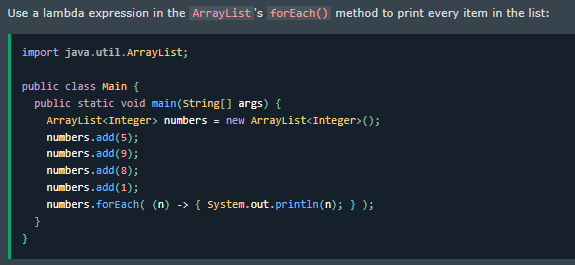 Use a lambda expression in the ArrayList's forEach() method to print every item in the list:
import java.util.ArrayList;
public class Main {
  public static void main(String[] args) {
    ArrayList<Integer> numbers = new ArrayList<Integer>();
    numbers.add(5);
    numbers.add(9);
    numbers.add(8);
    numbers.add(1);
    numbers.forEach( (n) -> { System.out.println(n); } );
  }
}